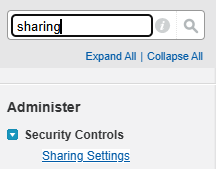 sharing
Expand All | Collapse All
Administer
Security Controls
Sharing Settings